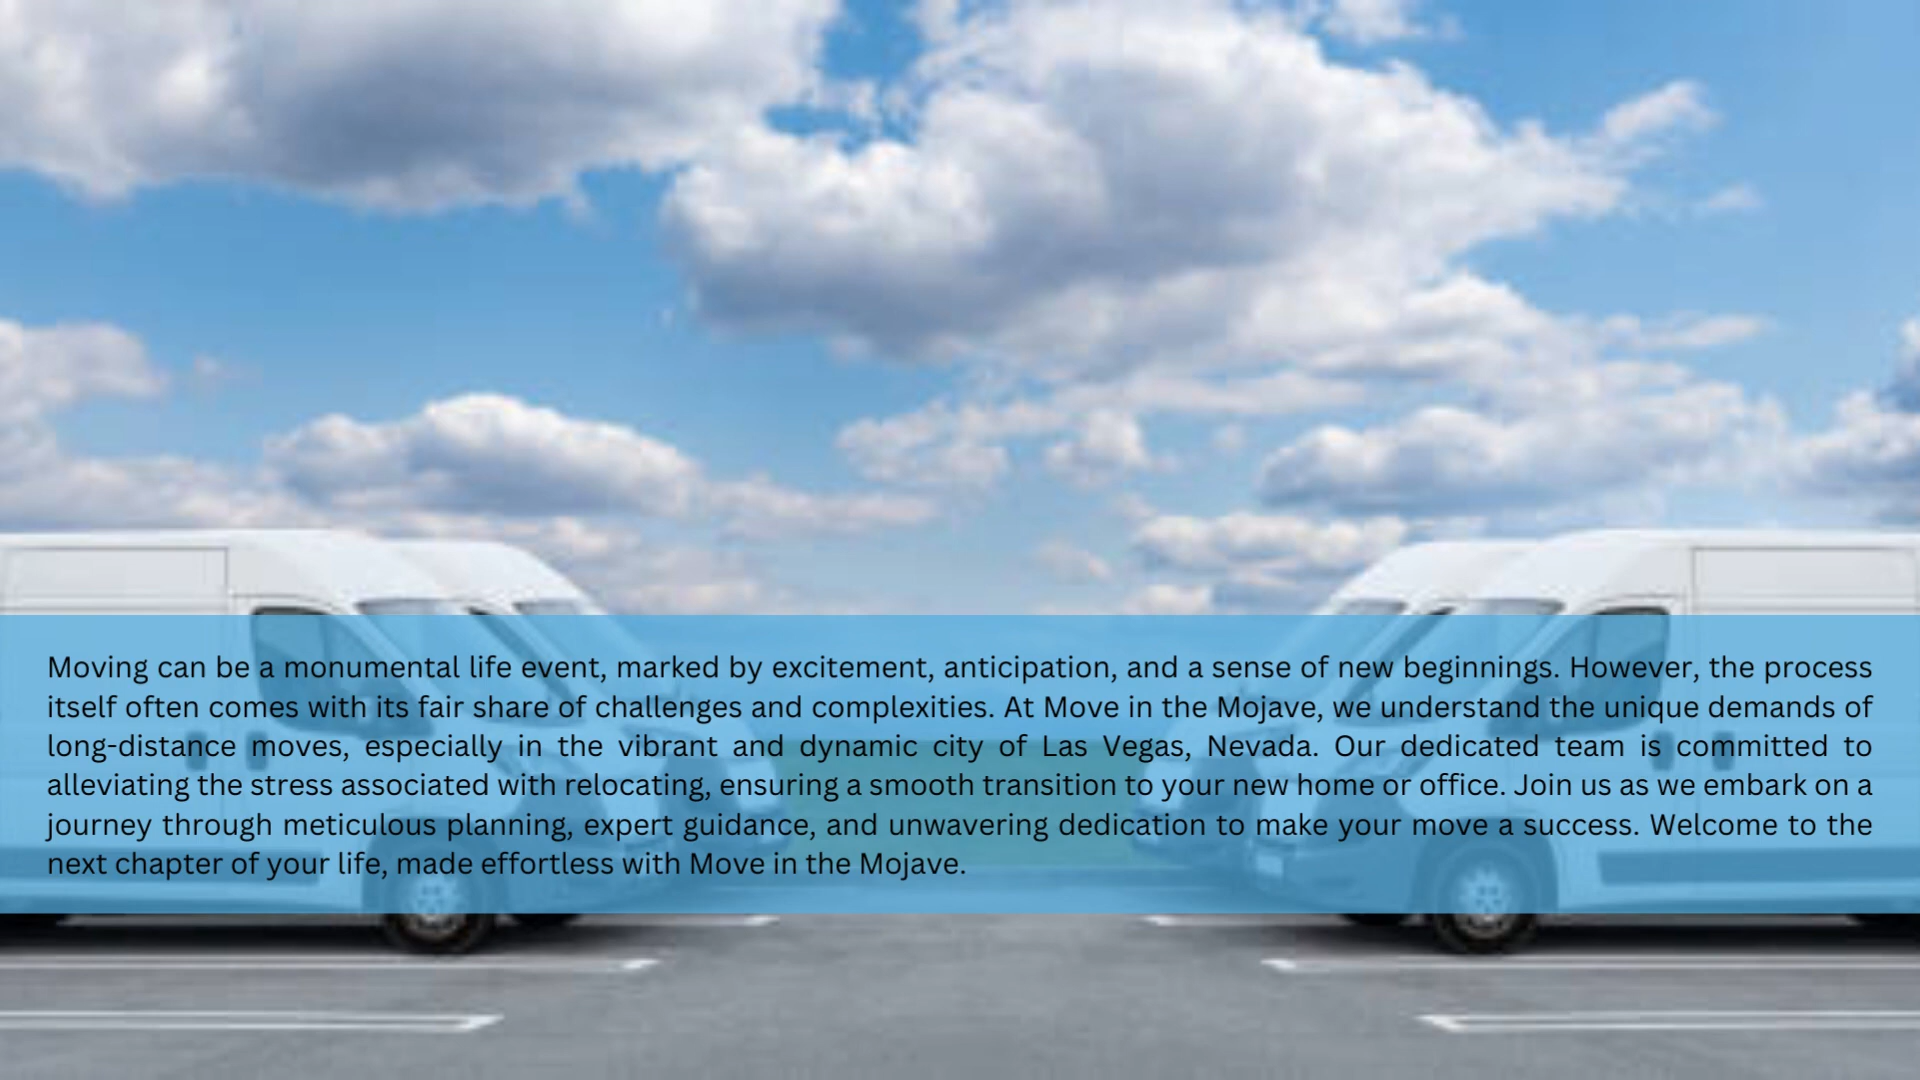 Moving can be a monumental life event, marked by excitement, anticipation, and a sense of new beginnings. However, the process
itself often comes with its fair share of challenges and complexities. At Move in the Mojave, we understand the unique demands of
long-distance moves, especially in the vibrant and dynamic city of Las Vegas, Nevada. Our dedicated team is committed to
alleviating the stress associated with relocating, ensuring a smooth transition to your new home or office. Join us as we embark on a
journey through meticulous planning, expert guidance, and unwavering dedication to make your move a success. Welcome to the
next chapter of your life, made effortless with Move in the Mojave.